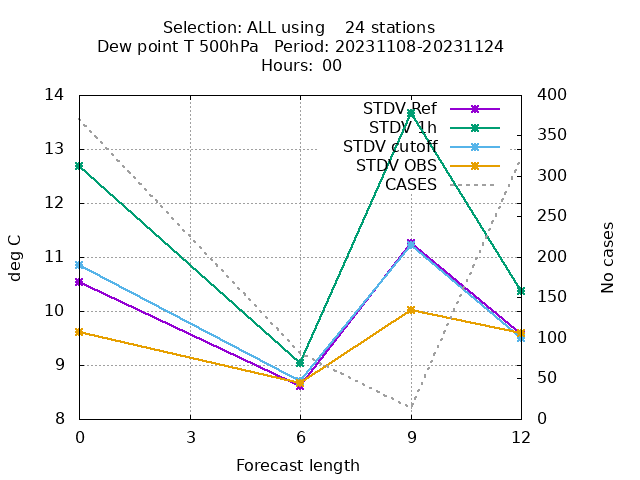 Selection: ALL using    24 stations
Dew point T 500hPa   Period: 20231108-20231124
Hours: 00
14
13
12
11
10
9
8
deg C
400
350
300
250
200
150
100
50
0
No cases
STDV Ref
STDV 1h
STDV cutoff
STDV OBS
CASES
0 3 6 9 12
Forecast length